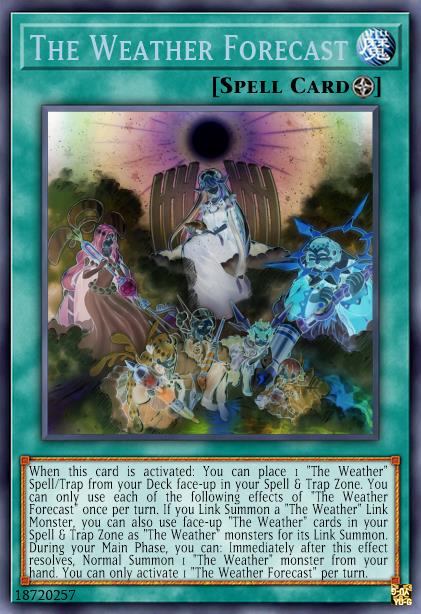 The Weather Forecast
[Spell Card]
When this card is activated: You can place 1 "The Weather"
Spell/Trap from your Deck face-up in your Spell & Trap Zone. You
can only use each of the following effects of "The Weather
Forecast" once per turn. If you Link Summon a "The Weather" Link
Monster, you can also use face-up "The Weather" cards in your
Spell & Trap Zone as "The Weather" monsters for its Link Summon.
During your Main Phase, you can: Immediately after this effect
resolves, Normal Summon 1 "The Weather" monster from your
hand. You can only activate 1 "The Weather Forecast" per turn.
18720257